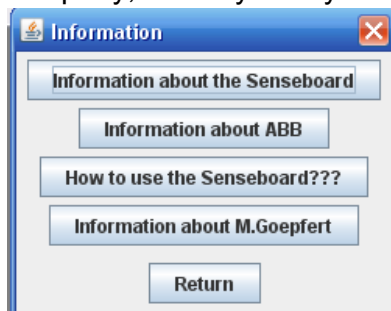 Information
Information about the Senseboard
Information about ABB
How to use the Senseboard???
Information about M.Goepfert
Return